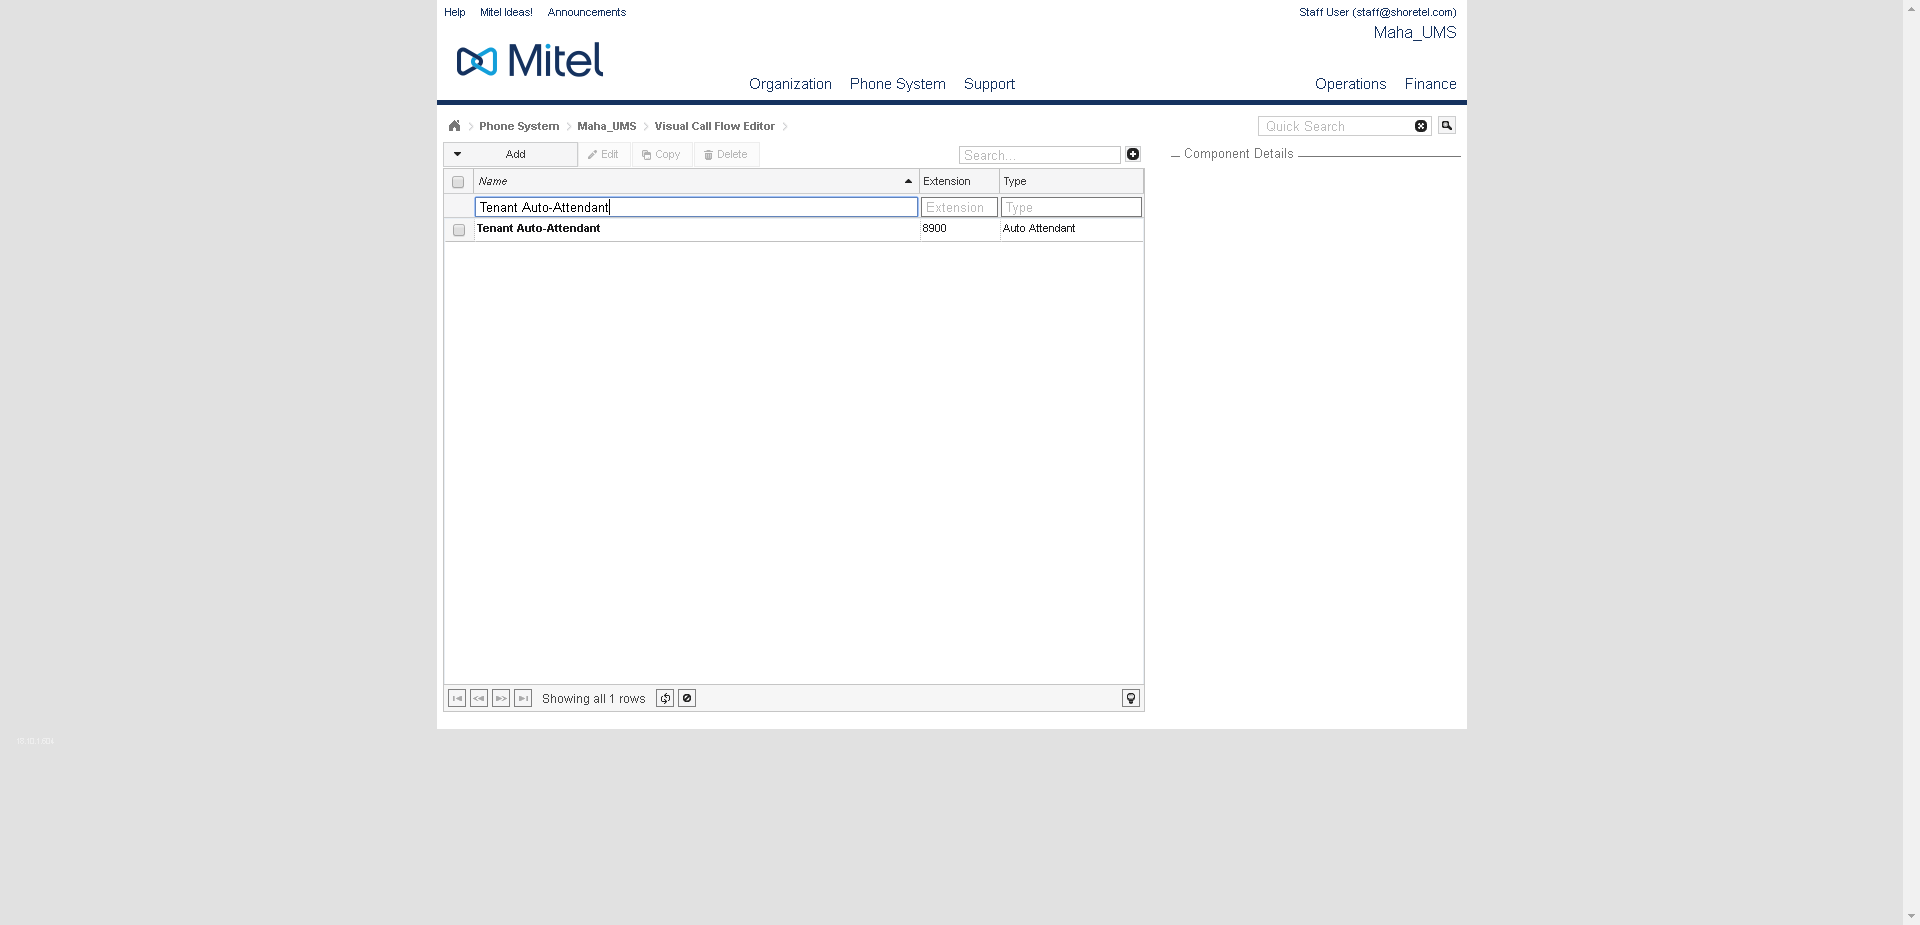 Help Mitel Ideas! Announcements
Staff User (staff@shoretel.com)
Maha_UMS
Mitel
Organization Phone System Support
Operations Finance
Phone System Maha_UMS Visual Call Flow Editor
Quick Search
Add Edit Copy Delete
Search...
Component Details
Name Extension Type
Tenant Auto-Attendant Extension Type
Tenant Auto-Attendant 8900 Auto Attendant
Showing all 1 rows